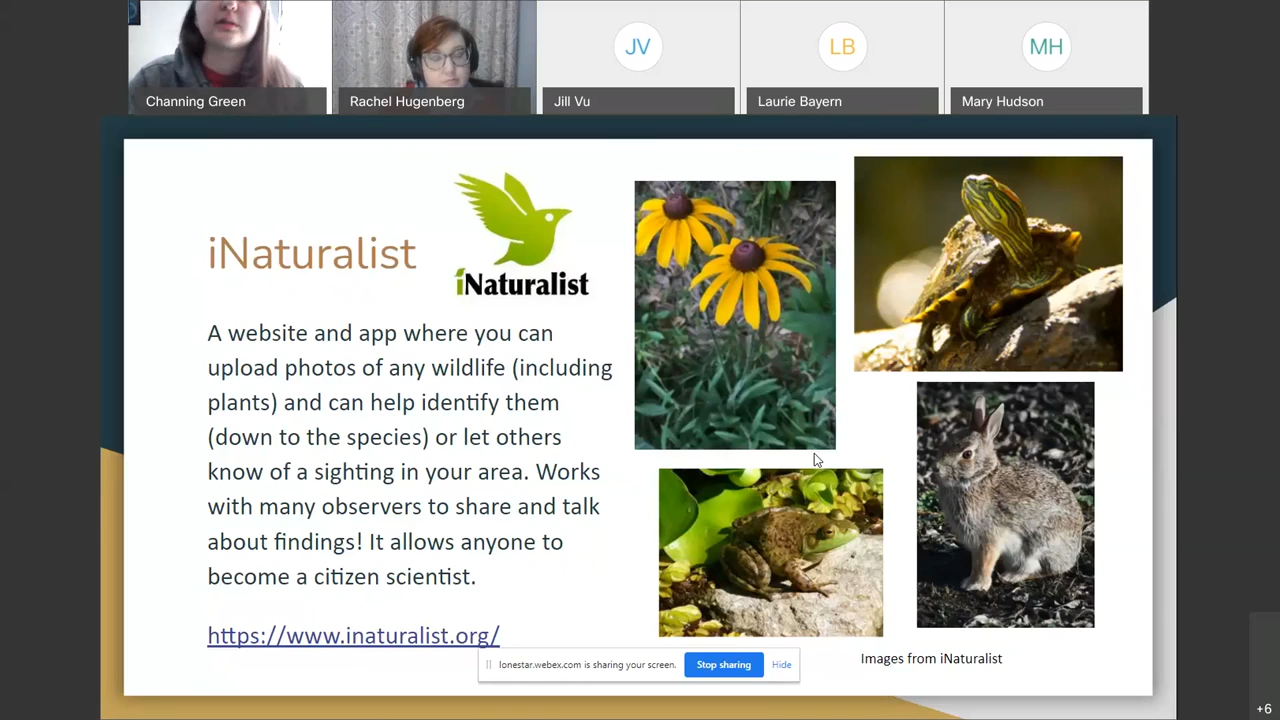 JV
LB
MH
Channing Green
Rachel Hugenberg
Jill Vu
Laurie Bayern
Mary Hudson
iNaturalist
iNaturalist
A website and app where you can
upload photos of any wildlife (including
plants) and can help identify them
(down to the species) or let others
know of a sighting in your area. Works
with many observers to share and talk
about findings! It allows anyone to
become a citizen scientist.
https://www.inaturalist.org/
lonestar.webex.com is sharing your screen.
Stop sharing
Hide
Images from iNaturalist
+6